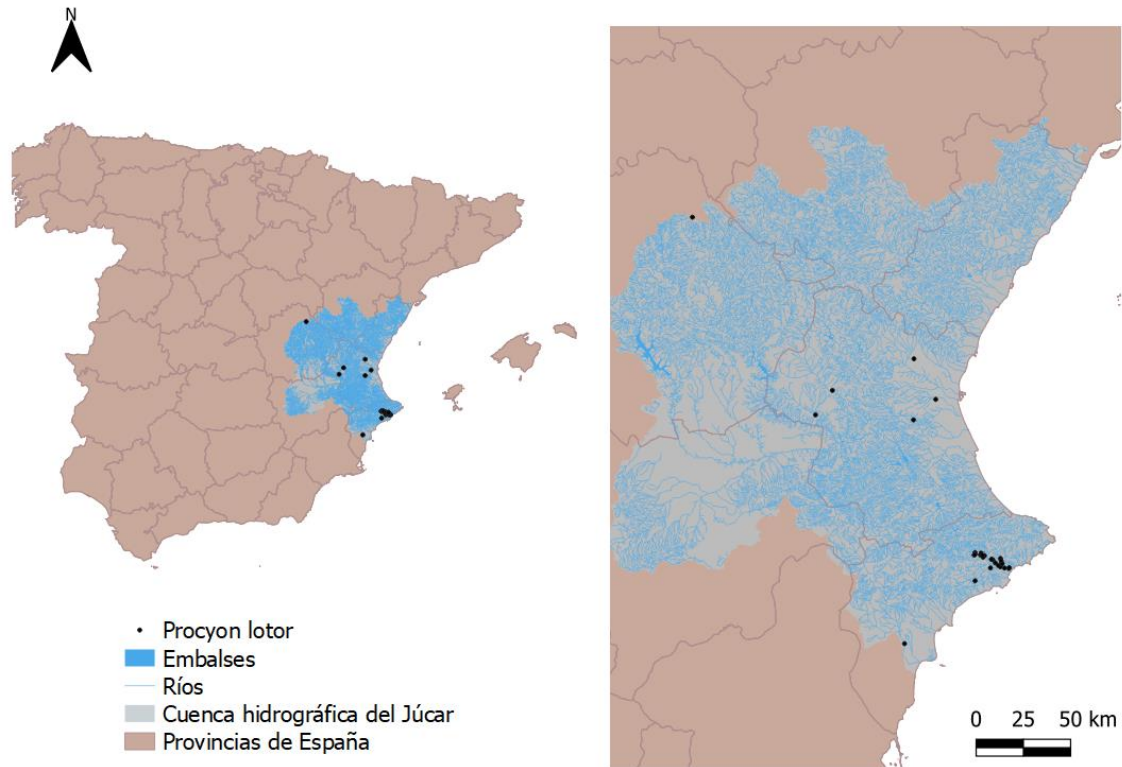 N
Procyon lotor
Embalses
Ríos
Cuenca hidrográfica del Júcar
Provincias de España
0 25 50 km